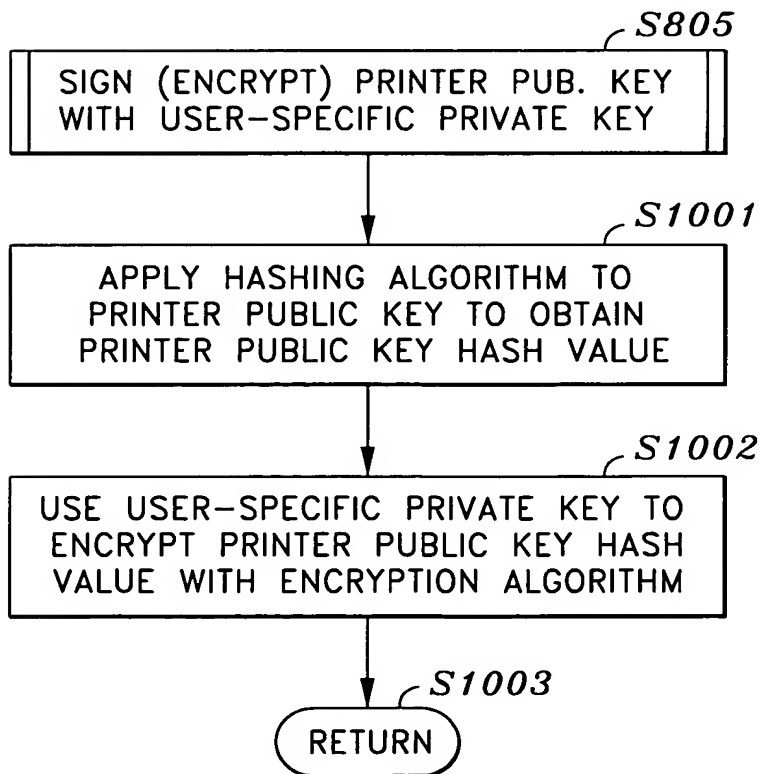 S805
SIGN (ENCRYPT) PRINTER PUB. KEY
WITH USER-SPECIFIC PRIVATE KEY
S1001
APPLY HASHING ALGORITHM TO
PRINTER PUBLIC KEY TO OBTAIN
PRINTER PUBLIC KEY HASH VALUE
S1002
USE USER-SPECIFIC PRIVATE KEY TO
ENCRYPT PRINTER PUBLIC KEY HASH
VALUE WITH ENCRYPTION ALGORITHM
S1003
RETURN